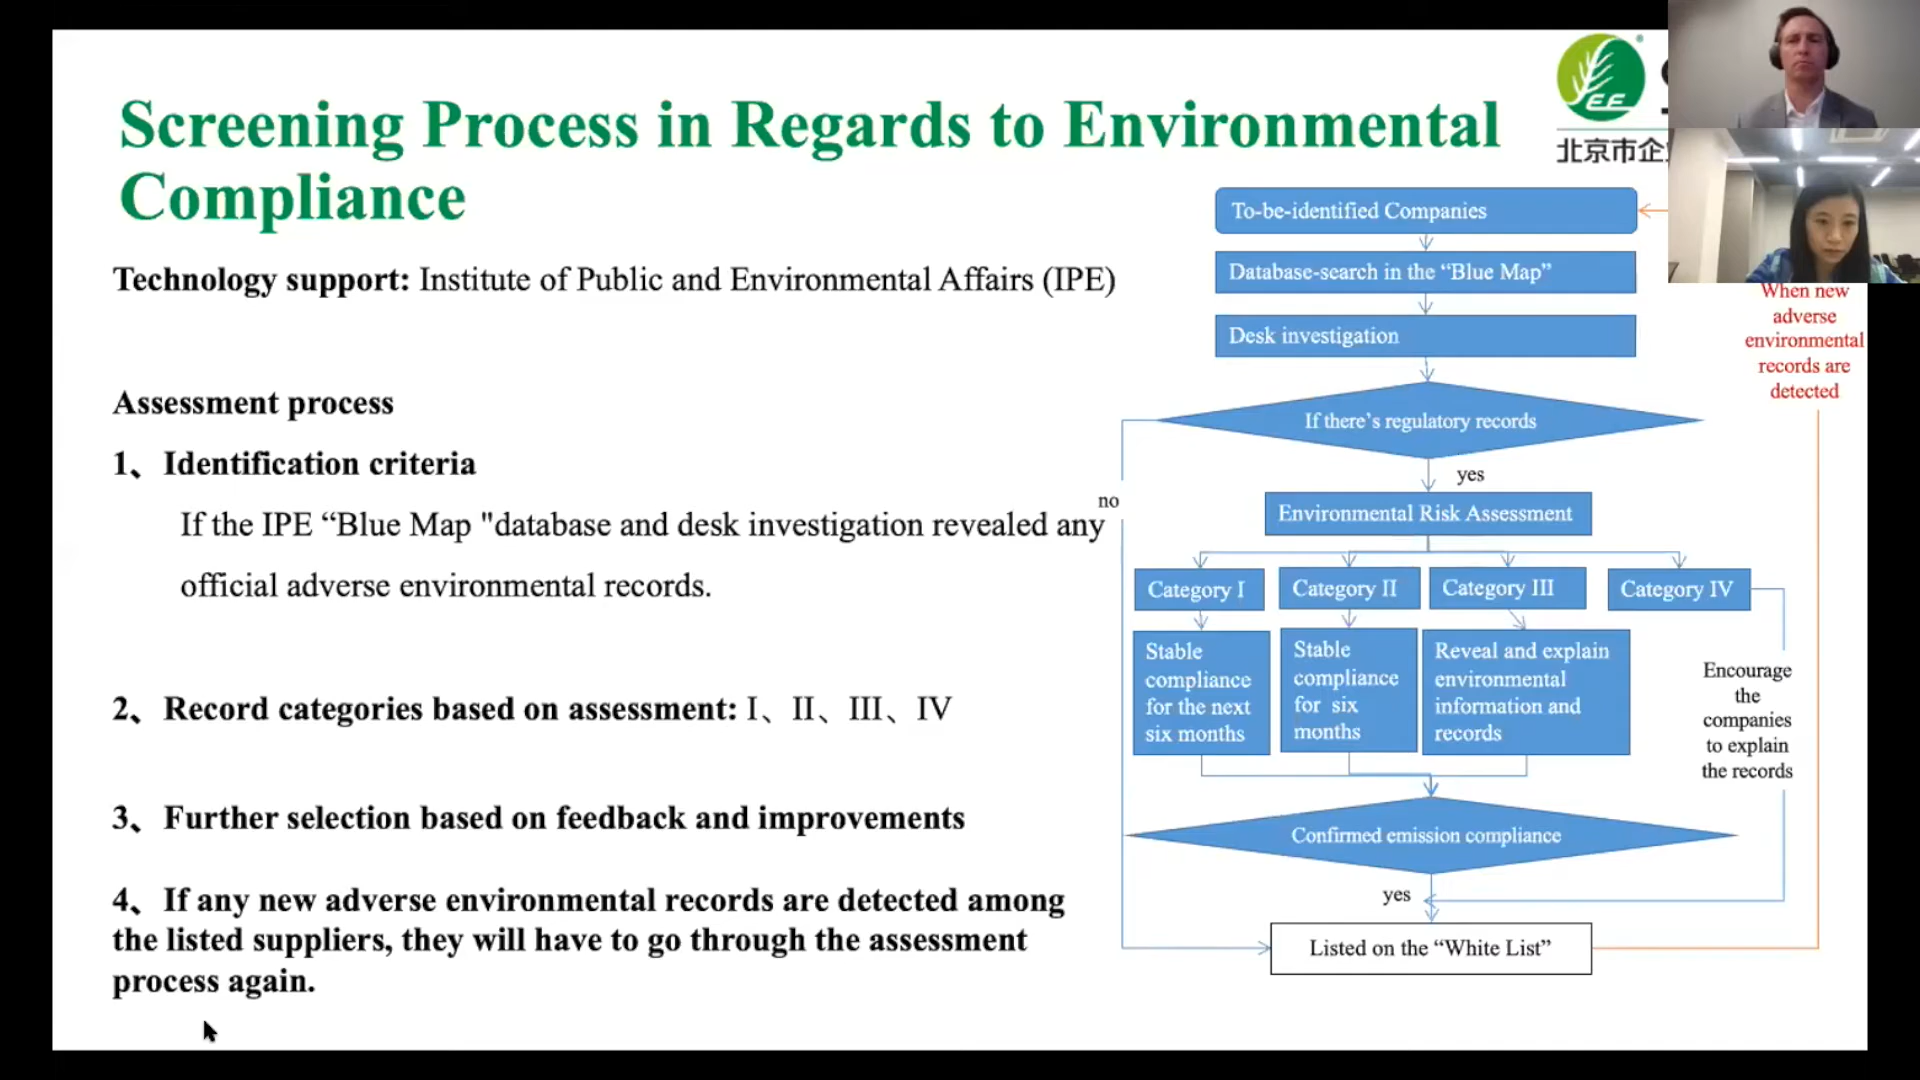 Screening Process in Regards to Environmental
Compliance
Technology support: Institute of Public and Environmental Affairs (IPE)
Assessment process
1、 Identification criteria
If the IPE “Blue Map "database and desk investigation revealed any
official adverse environmental records.
2、 Record categories based on assessment: I、II、III、IV
3、 Further selection based on feedback and improvements
4、 If any new adverse environmental records are detected among
the listed suppliers, they will have to go through the assessment
process again.
EE
北京市企
To-be-identified Companies
Database-search in the “Blue Map”
Desk investigation
If there’s regulatory records
yes
no
Environmental Risk Assessment
Category I
Category II
Category III
Category IV
Stable
compliance
for the next
six months
Stable
compliance
for six
months
Reveal and explain
environmental
information and
records
Encourage
the
companies
to explain
the records
Confirmed emission compliance
yes
Listed on the “White List”
When new
adverse
environmental
records are
detected